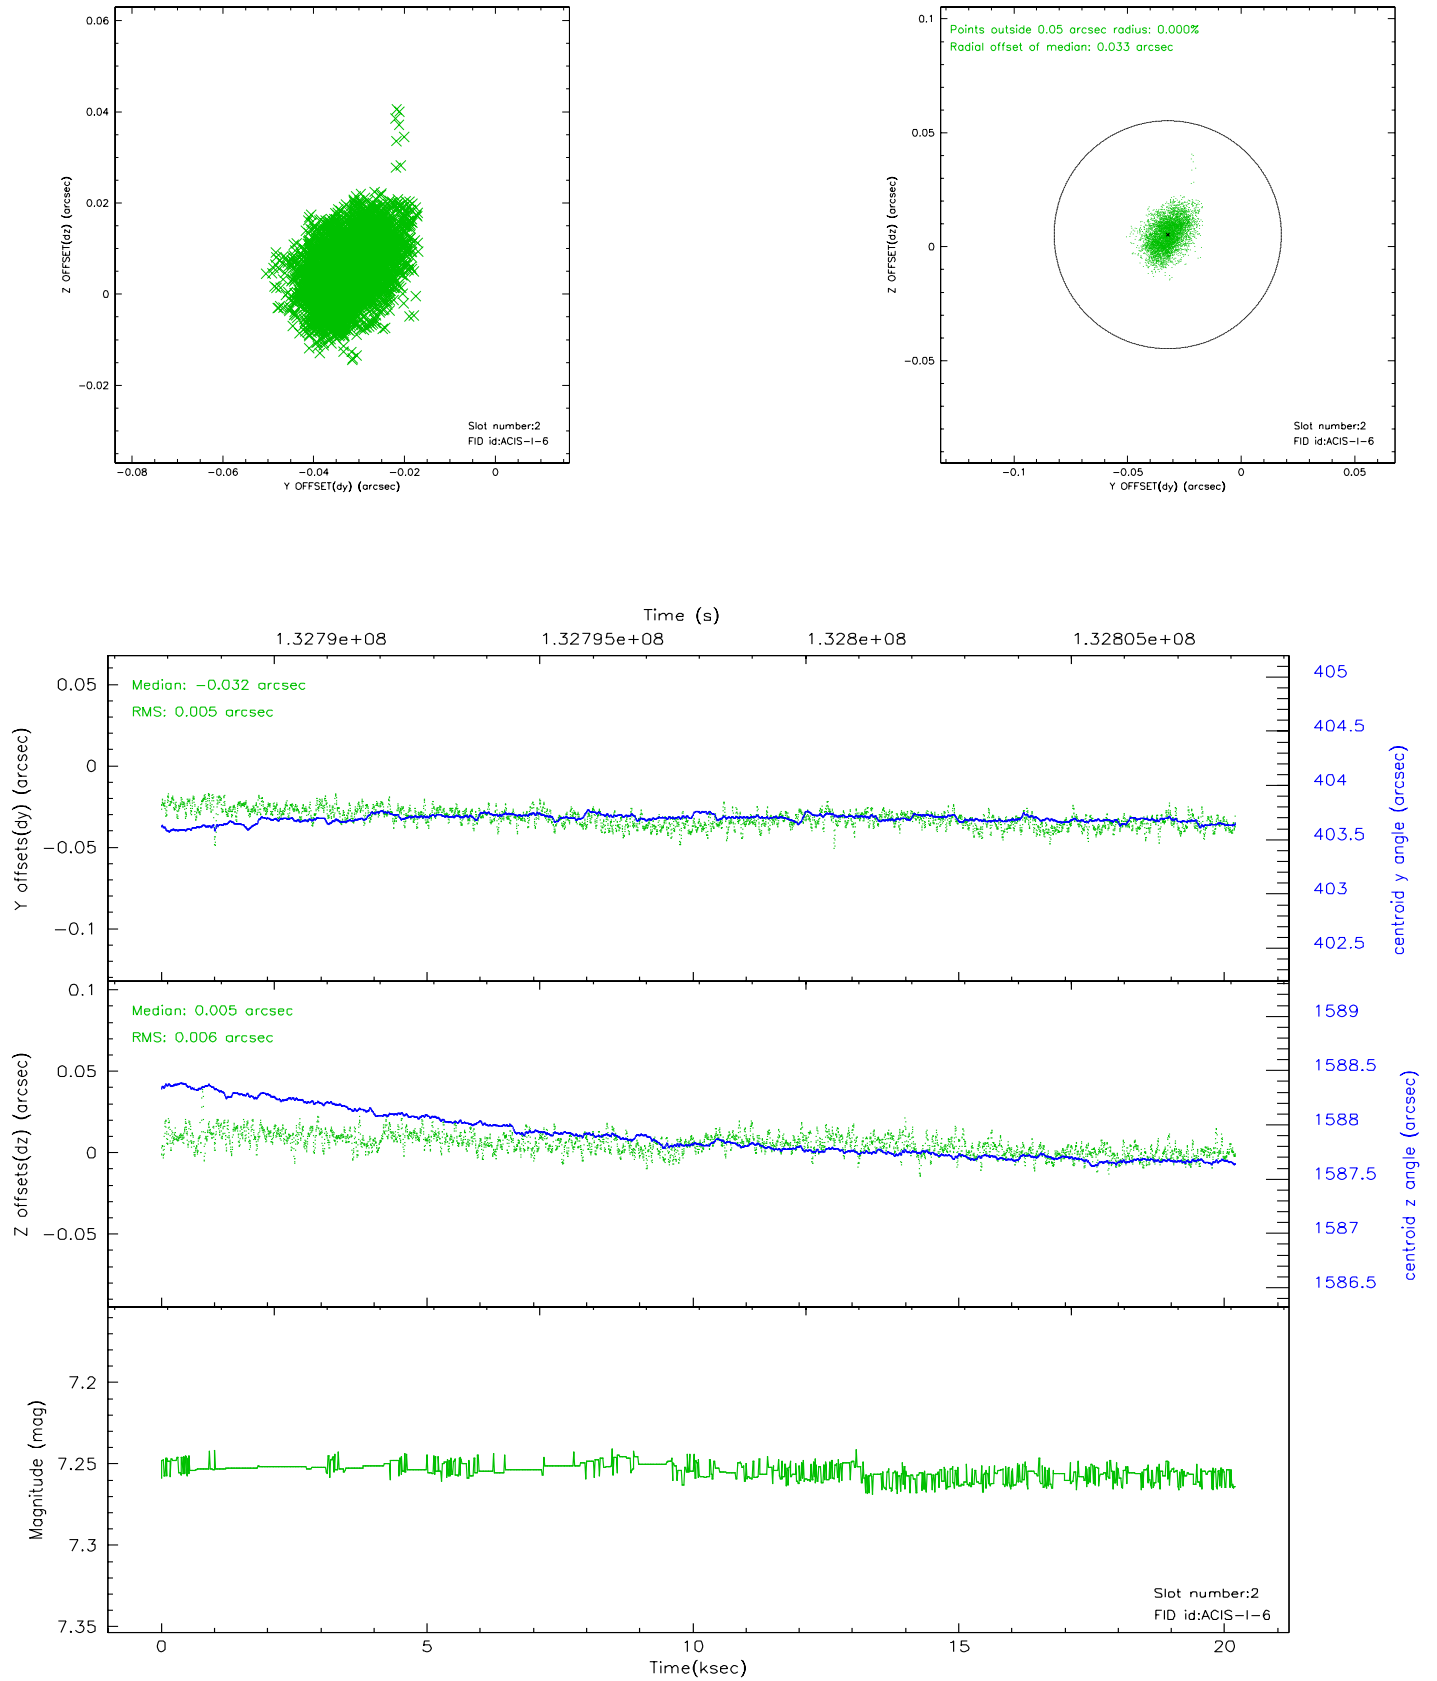 0.06
0.04
0.02
0
−0.02
Z OFFSET(dz) (arcsec)
Slot number:2
FID id:ACIS−I−6
−0.08 −0.06 −0.04 −0.02 0
Y OFFSET(dy) (arcsec)
Points outside 0.05 arcsec radius: 0.000%
Radial offset of median: 0.033 arcsec
0.1
0.05
0
−0.05
Z OFFSET(dz) (arcsec)
Slot number:2
FID id:ACIS−I−6
−0.1 −0.05 0 0.05
Y OFFSET(dy) (arcsec)
Time (s)
1.3279e+08 1.32795e+08 1.328e+08 1.32805e+08
Median: −0.032 arcsec
RMS: 0.005 arcsec
0.05
0
−0.05
−0.1
Y offsets(dy) (arcsec)
405
404.5
404
403.5
403
402.5
centroid y angle (arcsec)
Median: 0.005 arcsec
RMS: 0.006 arcsec
0.1
0.05
0
−0.05
Z offsets(dz) (arcsec)
1589
1588.5
1588
1587.5
1587
1586.5
centroid z angle (arcsec)
7.2
7.25
7.3
7.35
Magnitude (mag)
Slot number:2
FID id:ACIS−I−6
0 5 10 15 20
Time(ksec)